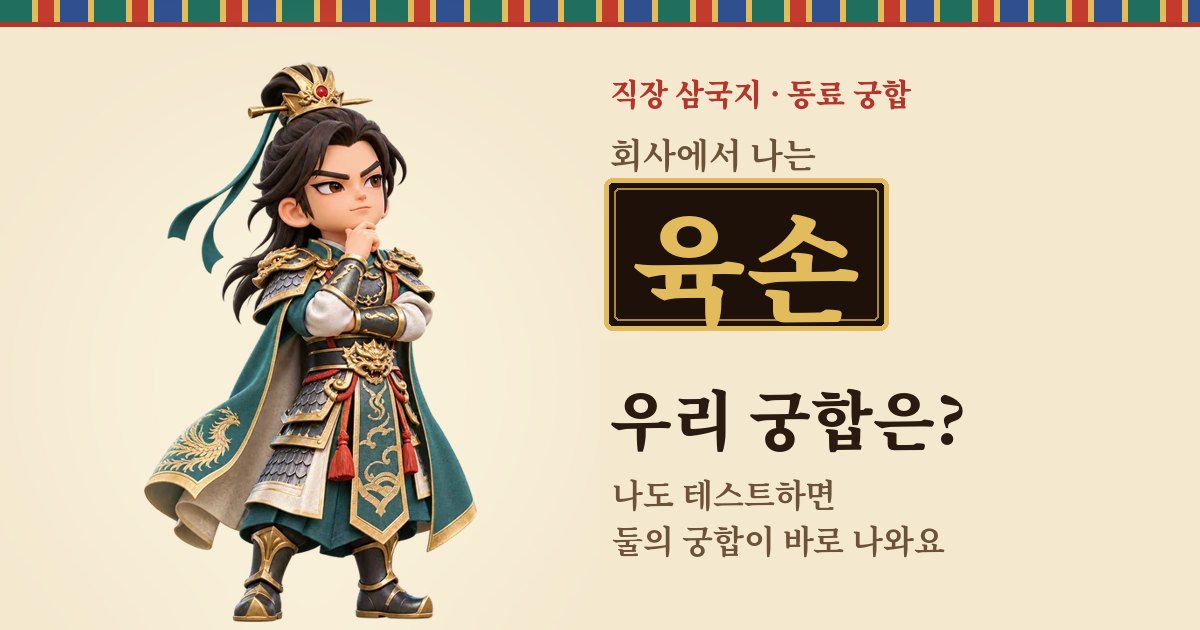 직장 삼국지 · 동료 궁합
회사에서 나는
육손
우리 궁합은?
나도 테스트하면
둘의 궁합이 바로 나와요